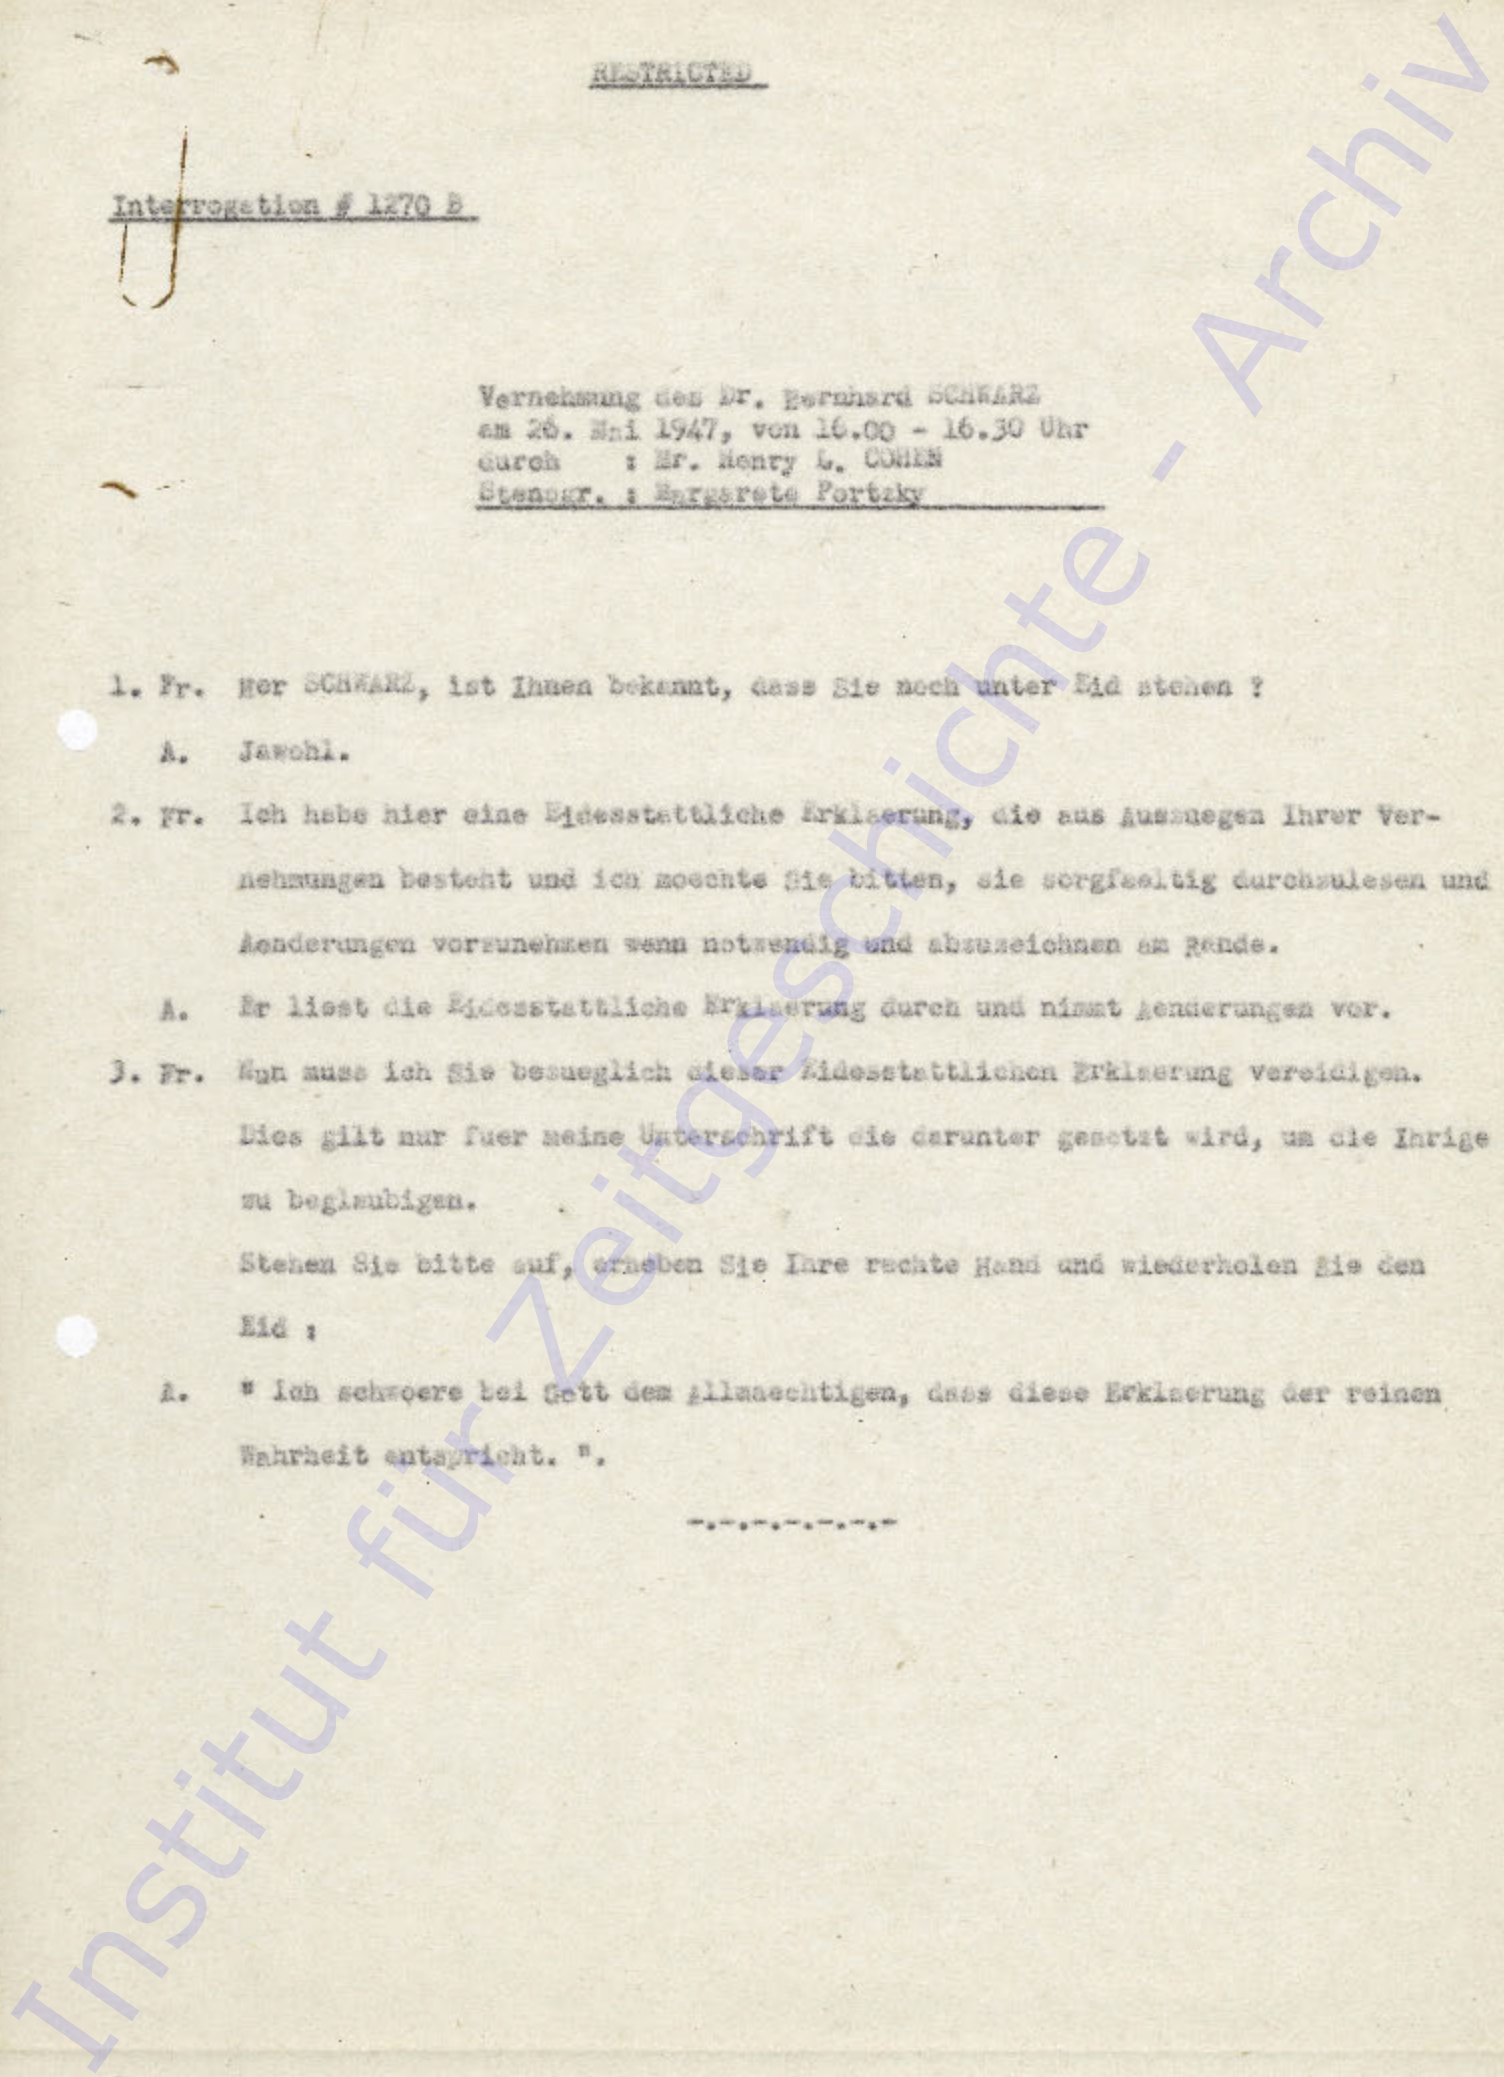 RESTRICTED
Interrogation # 1270 B
Vernehmung des Dr. Bernhard SCHWARZ
am 26. Mai 1947, von 16.00 - 16.30 Uhr
durch : Mr. Henry L. COHEN
Stenogr. : Margarete Portzky
1. Fr. Her SCHWARZ, ist Ihnen bekannt, dass Sie noch unter Eid stehen ?
A. Jawohl.
2. Fr. Ich habe hier eine Eidesstattliche Erklaerung, die aus Auszuegen Ihrer Ver-
nehmungen besteht und ich moechte Sie bitten, sie sorgfaeltig durchzulesen und
Aenderungen vorzunehmen wenn notwendig und abzuzeichnen am Rande.
A. Er liest die Eidesstattliche Erklaerung durch und nimmt Aenderungen vor.
3. Fr. Nun muss ich Sie bezueglich dieser Eidesstattlichen Erklaerung vereidigen.
Dies gilt nur fuer meine Unterschrift die darunter gesetzt wird, um die Ihrige
zu beglaubigen.
Stehen Sie bitte auf, erheben Sie Ihre rechte Hand und wiederholen Sie den
Eid :
A. " Ich schwoere bei Gott dem Allmaechtigen, dass diese Erklaerung der reinen
Wahrheit entspricht. ".
-.-.-.-.-.-.-
Institut für Zeitgeschichte - Archiv